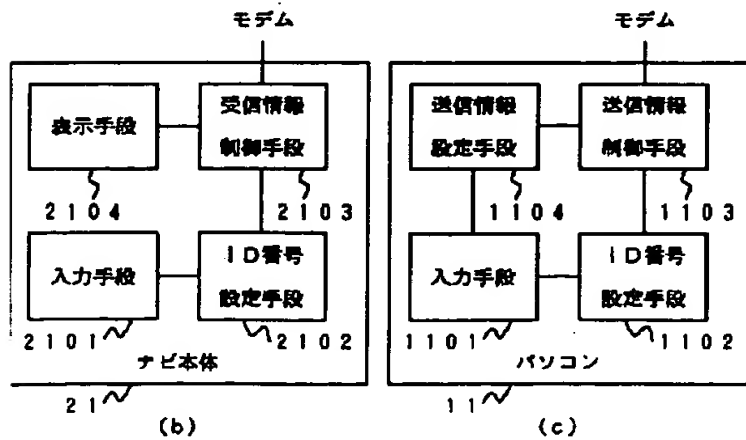 モデム
表示手段
受信情報
制御手段
2104
2103
入力手段
ID番号
設定手段
2101
2102
ナビ本体
21
(b)
モデム
送信情報
設定手段
送信情報
制御手段
1104
1103
入力手段
ID番号
設定手段
1101
1102
パソコン
11
(c)